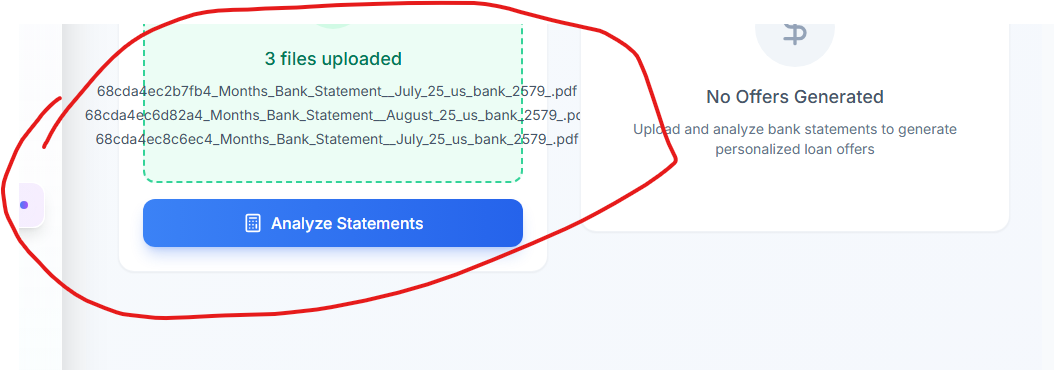 3 files uploaded
68cda4ec2b7fb4_Months_Bank_Statement__July_25_us_bank_2579_.pdf
68cda4ec6d82a4_Months_Bank_Statement__August_25_us_bank_2579_.pd
68cda4ec8c6ec4_Months_Bank_Statement__July_25_us_bank_2579_.pdf
Analyze Statements
$
No Offers Generated
Upload and analyze bank statements to generate
personalized loan offers